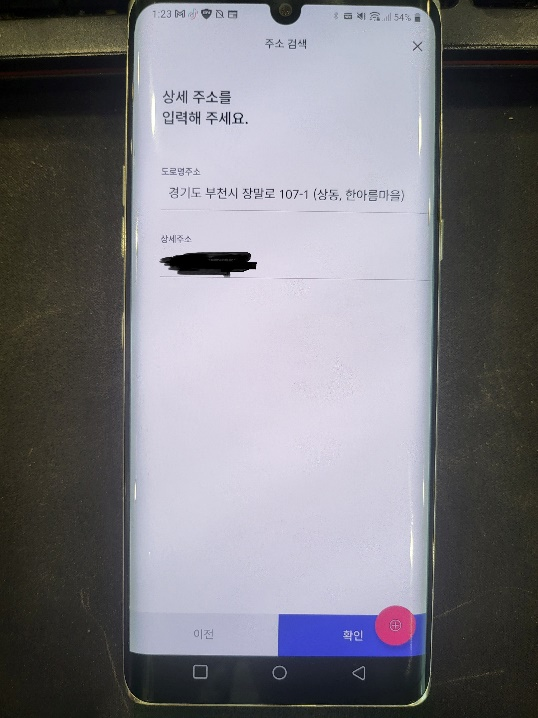 1:23
54%
주소 검색
상세 주소를
입력해 주세요.
도로명주소
경기도 부천시 장말로 107-1 (상동, 한아름마을)
상세주소
이전
확인